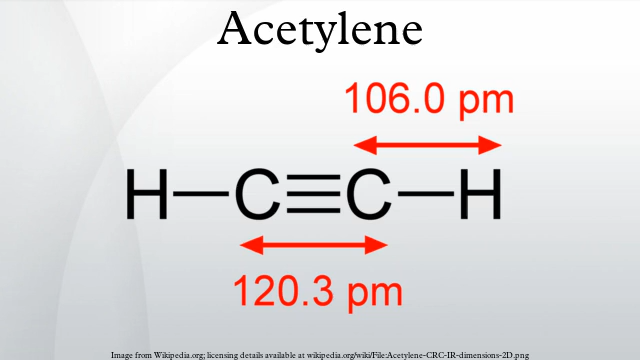 Acetylene
106.0 pm
H—C≡C—H
120.3 pm
Image from Wikipedia.org; licensing details available at wikipedia.org/wiki/File:Acetylene-CRC-IR-dimensions-2D.png